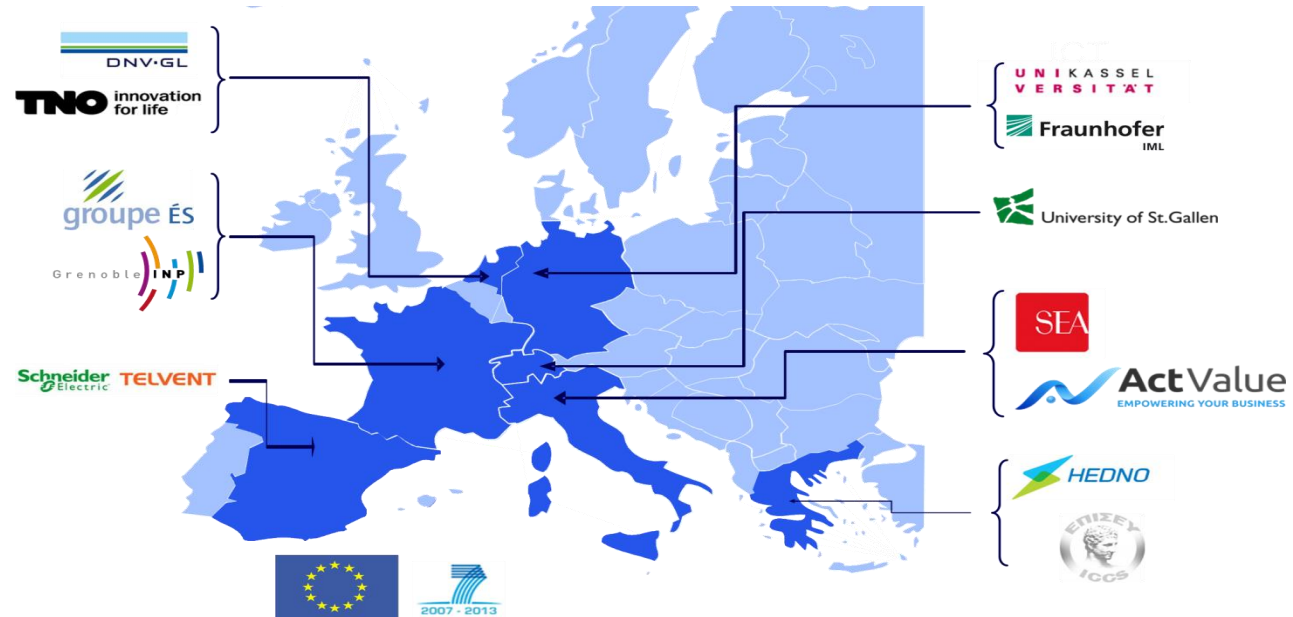 DNV·GL
TNO innovation
for life
groupe ÉS
Grenoble INP
Schneider
Electric
TELVENT
2007 - 2013
UNIKASSEL
VERSITÄT
Fraunhofer
IML
University of St.Gallen
SEA
ActValue
EMPOWERING YOUR BUSINESS
HEDNO
ΕΠΙΣΕΥ
ICCS